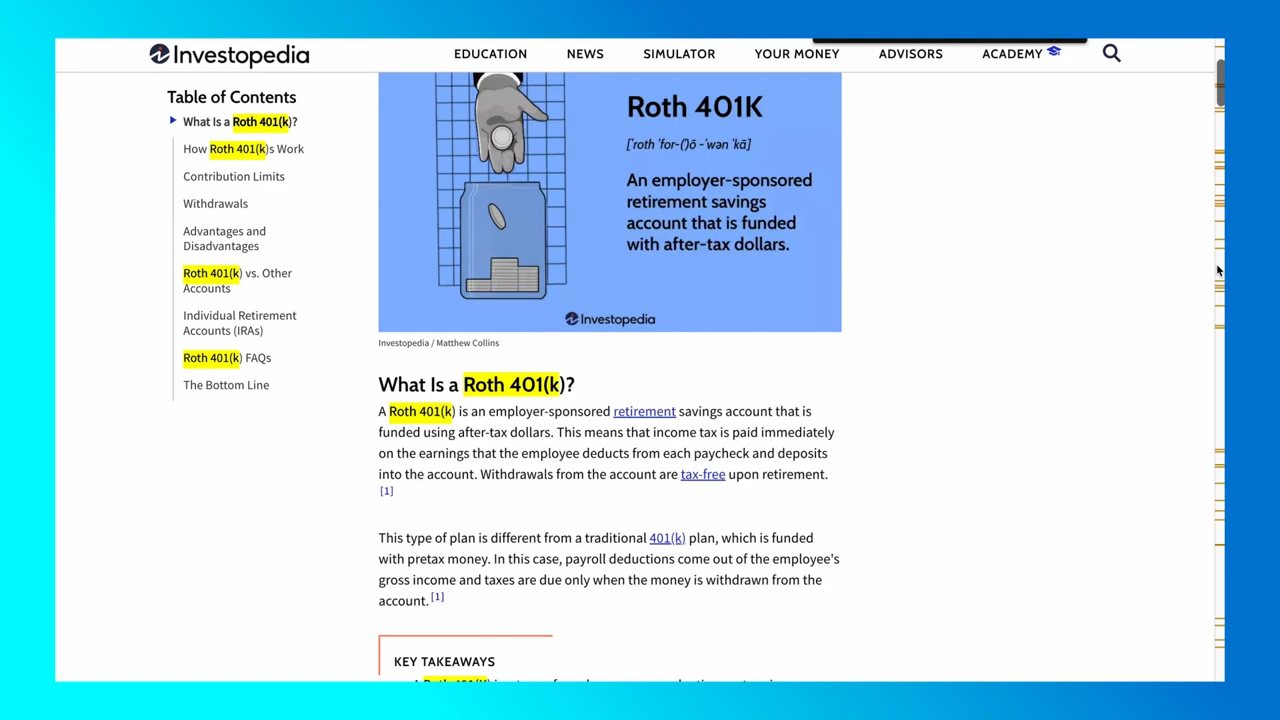 Investopedia
EDUCATION NEWS SIMULATOR YOUR MONEY ADVISORS ACADEMY
Table of Contents
What Is a Roth 401(k)?
How Roth 401(k)s Work
Contribution Limits
Withdrawals
Advantages and
Disadvantages
Roth 401(k) vs. Other
Accounts
Individual Retirement
Accounts (IRAs)
Roth 401(k) FAQs
The Bottom Line
Roth 401K
['roth 'for-(')ō -'wən 'kā]
An employer-sponsored
retirement savings
account that is funded
with after-tax dollars.
Investopedia
Investopedia / Matthew Collins
What Is a Roth 401(k)?
A Roth 401(k) is an employer-sponsored retirement savings account that is
funded using after-tax dollars. This means that income tax is paid immediately
on the earnings that the employee deducts from each paycheck and deposits
into the account. Withdrawals from the account are tax-free upon retirement.
[1]
This type of plan is different from a traditional 401(k) plan, which is funded
with pretax money. In this case, payroll deductions come out of the employee's
gross income and taxes are due only when the money is withdrawn from the
account. [1]
KEY TAKEAWAYS